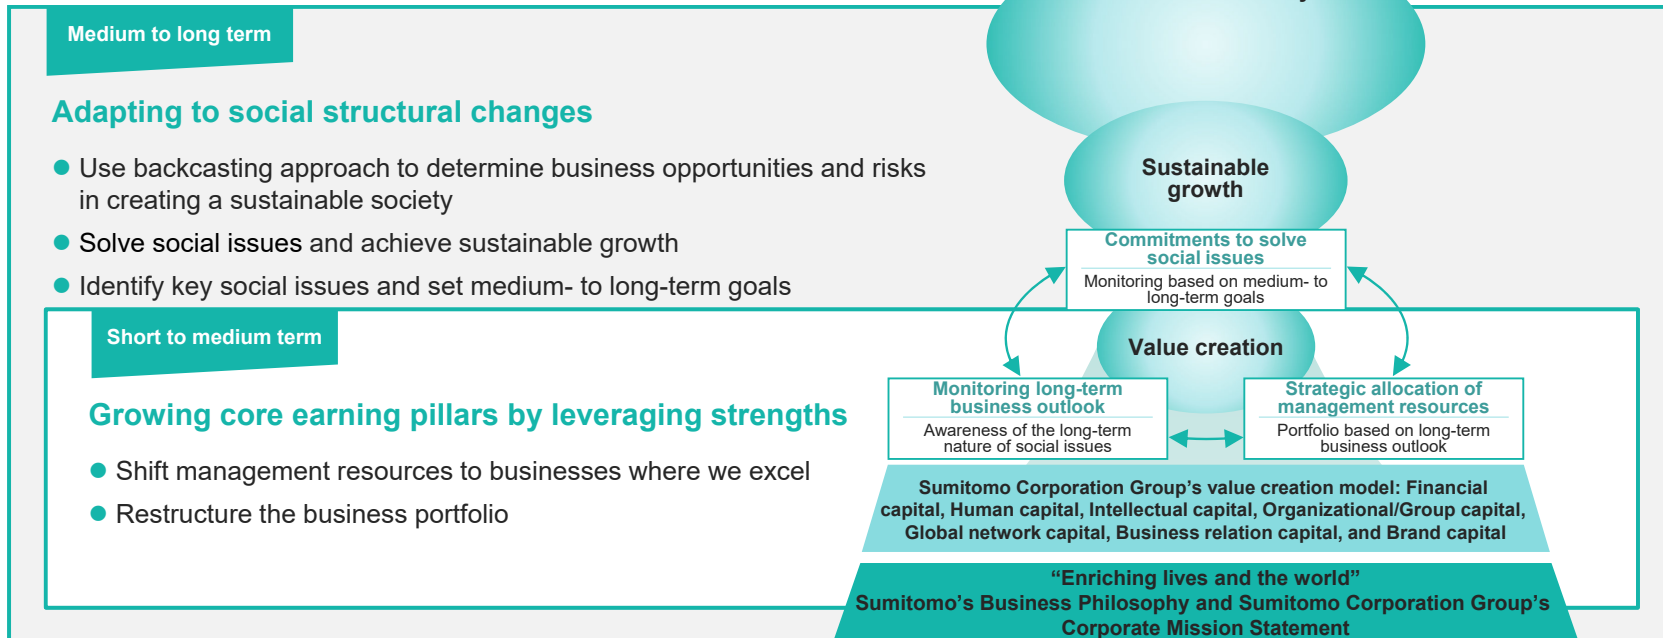 Medium to long term
Adapting to social structural changes
● Use backcasting approach to determine business opportunities and risks
in creating a sustainable society
● Solve social issues and achieve sustainable growth
● Identify key social issues and set medium- to long-term goals
Short to medium term
Growing core earning pillars by leveraging strengths
● Shift management resources to businesses where we excel
● Restructure the business portfolio
Sustainable
growth
Commitments to solve
social issues
Monitoring based on medium- to
long-term goals
Value creation
Monitoring long-term
business outlook
Awareness of the long-term
nature of social issues
Strategic allocation of
management resources
Portfolio based on long-term
business outlook
Sumitomo Corporation Group’s value creation model: Financial
capital, Human capital, Intellectual capital, Organizational/Group capital,
Global network capital, Business relation capital, and Brand capital
“Enriching lives and the world”
Sumitomo’s Business Philosophy and Sumitomo Corporation Group’s
Corporate Mission Statement